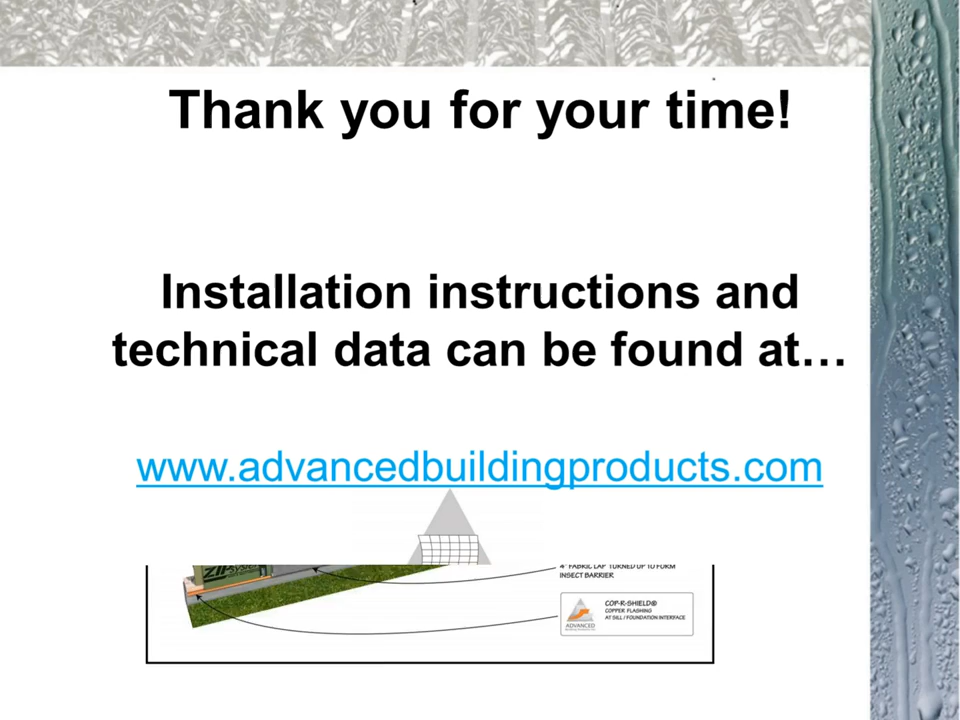 Thank you for your time!
Installation instructions and
technical data can be found at…
www.advancedbuildingproducts.com
ZIP
4" FABRIC LAP TURNED UP TO FORM
INSECT BARRIER
COP-R-SHIELD®
COPPER FLASHING
AT SILL / FOUNDATION INTERFACE
ADVANCED